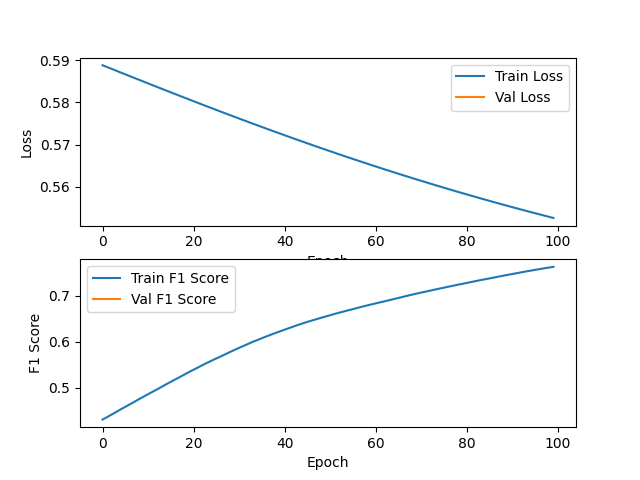 0.59
0.58
0.57
0.56
Loss
Train Loss
Val Loss
0 20 40 60 80 100
Epoch
0.7
0.6
0.5
F1 Score
Train F1 Score
Val F1 Score
0 20 40 60 80 100
Epoch